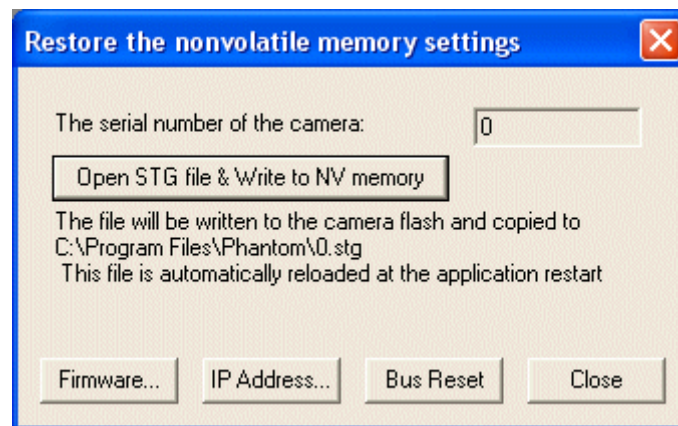 Restore the nonvolatile memory settings
The serial number of the camera: 0
Open STG file & Write to NV memory
The file will be written to the camera flash and copied to
C:\Program Files\Phantom\0.stg
This file is automatically reloaded at the application restart
Firmware... IP Address... Bus Reset Close